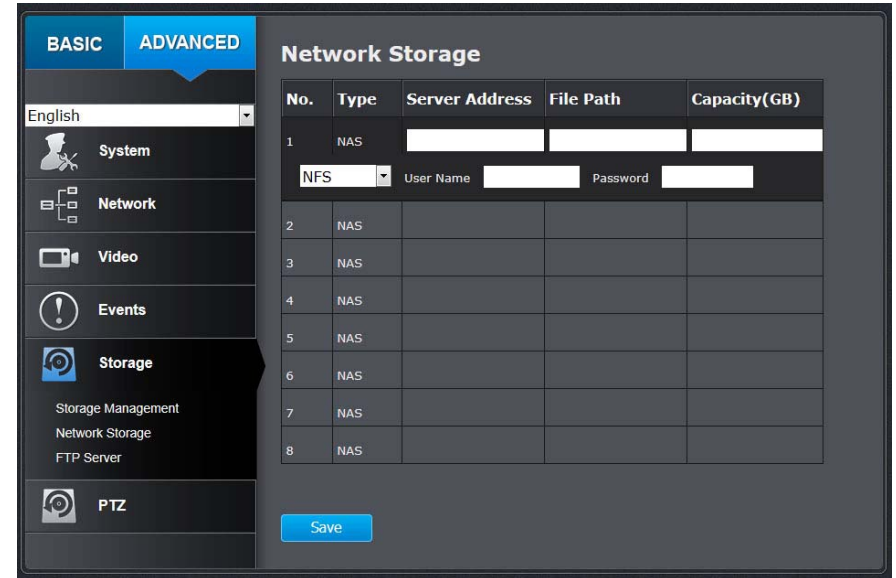 BASIC ADVANCED
English
System
Network
Video
Events
Storage
Storage Management
Network Storage
FTP Server
PTZ
Network Storage
No. Type Server Address File Path Capacity(GB)
1 NAS
NFS User Name Password
2 NAS
3 NAS
4 NAS
5 NAS
6 NAS
7 NAS
8 NAS
Save